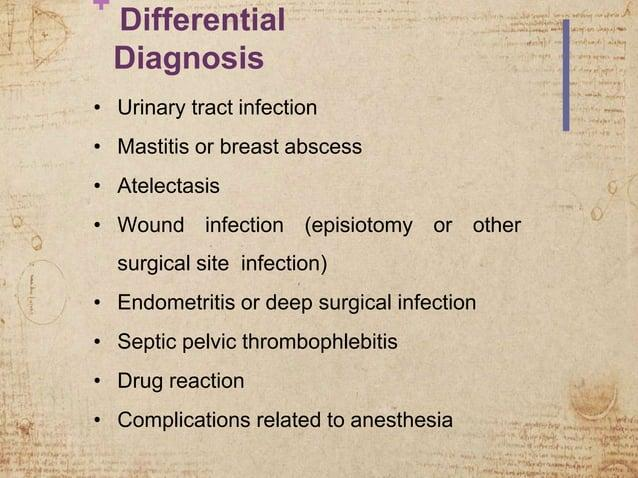 Differential
Diagnosis
• Urinary tract infection
• Mastitis or breast abscess
• Atelectasis
• Wound infection (episiotomy or other
surgical site infection)
• Endometritis or deep surgical infection
• Septic pelvic thrombophlebitis
• Drug reaction
• Complications related to anesthesia